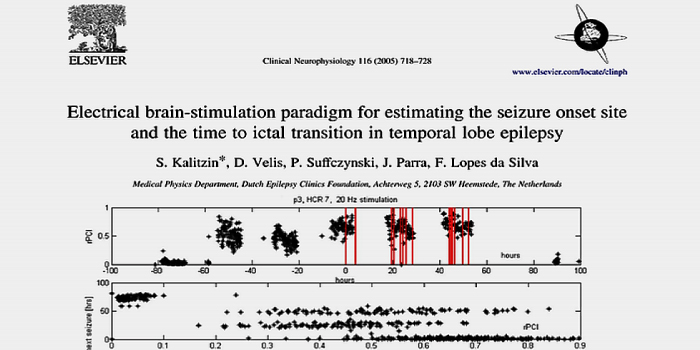 ELSEVIER
Clinical Neurophysiology 116 (2005) 718–728
www.elsevier.com/locate/clinph
Electrical brain-stimulation paradigm for estimating the seizure onset site
and the time to ictal transition in temporal lobe epilepsy
S. Kalitzin*, D. Velis, P. Suffczynski, J. Parra, F. Lopes da Silva
Medical Physics Department, Dutch Epilepsy Clinics Foundation, Achterweg 5, 2103 SW Heemstede, The Netherlands
p3, HCR 7, 20 Hz stimulation
rPCI
1
0.5
0
hours
-100 -80 -60 -40 -20 0 20 40 60 80 100
hours
next seizure [hrs]
100
50
0
rPCI
0 0.1 0.2 0.3 0.4 0.5 0.6 0.7 0.8 0.9